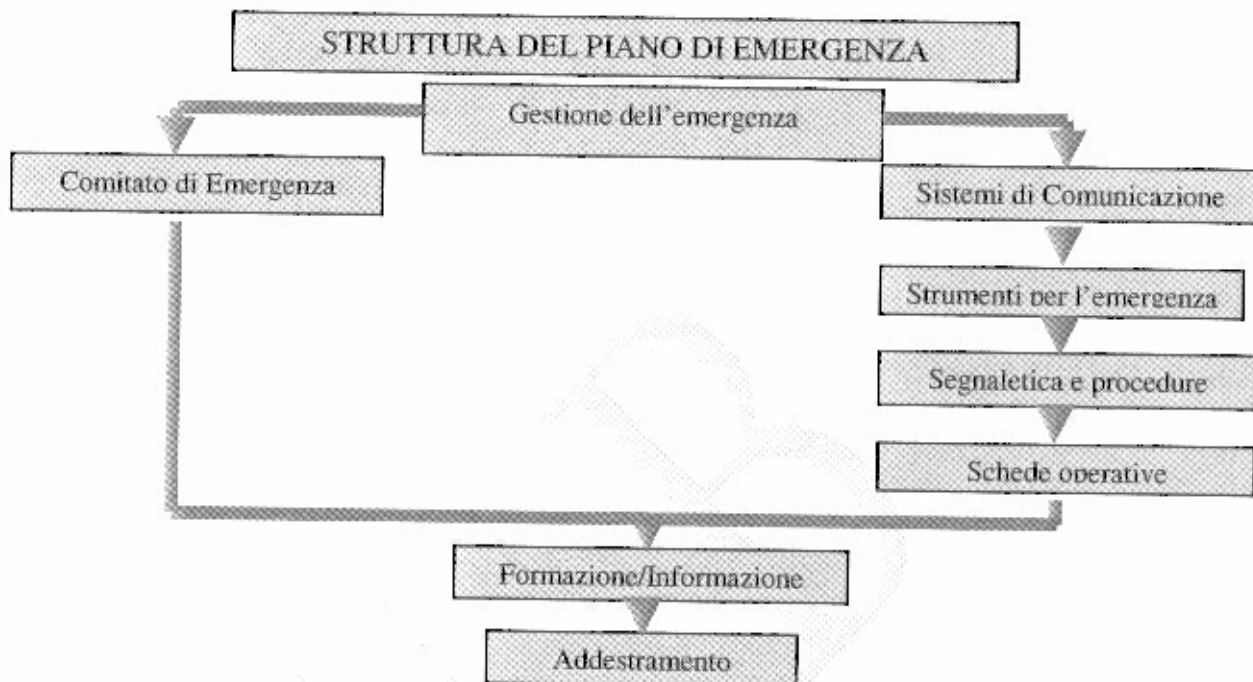 STRUTTURA DEL PIANO DI EMERGENZA
Gestione dell'emergenza
Comitato di Emergenza
Sistemi di Comunicazione
Strumenti per l'emergenza
Segnaletica e procedure
Schede operative
Formazione/Informazione
Addestramento